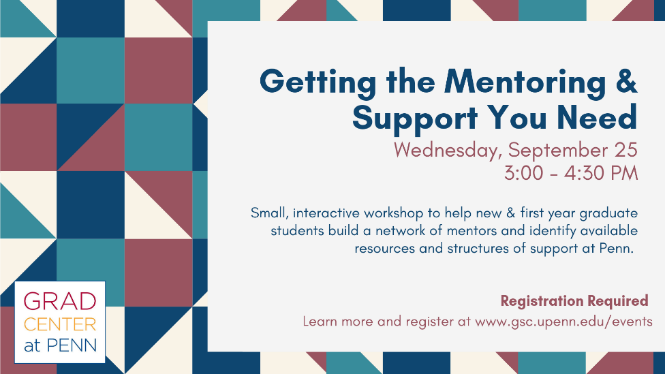 Getting the Mentoring &
Support You Need
Wednesday, September 25
3:00 - 4:30 PM
Small, interactive workshop to help new & first year graduate
students build a network of mentors and identify available
resources and structures of support at Penn.
Registration Required
Learn more and register at www.gsc.upenn.edu/events
GRAD
CENTER
at PENN